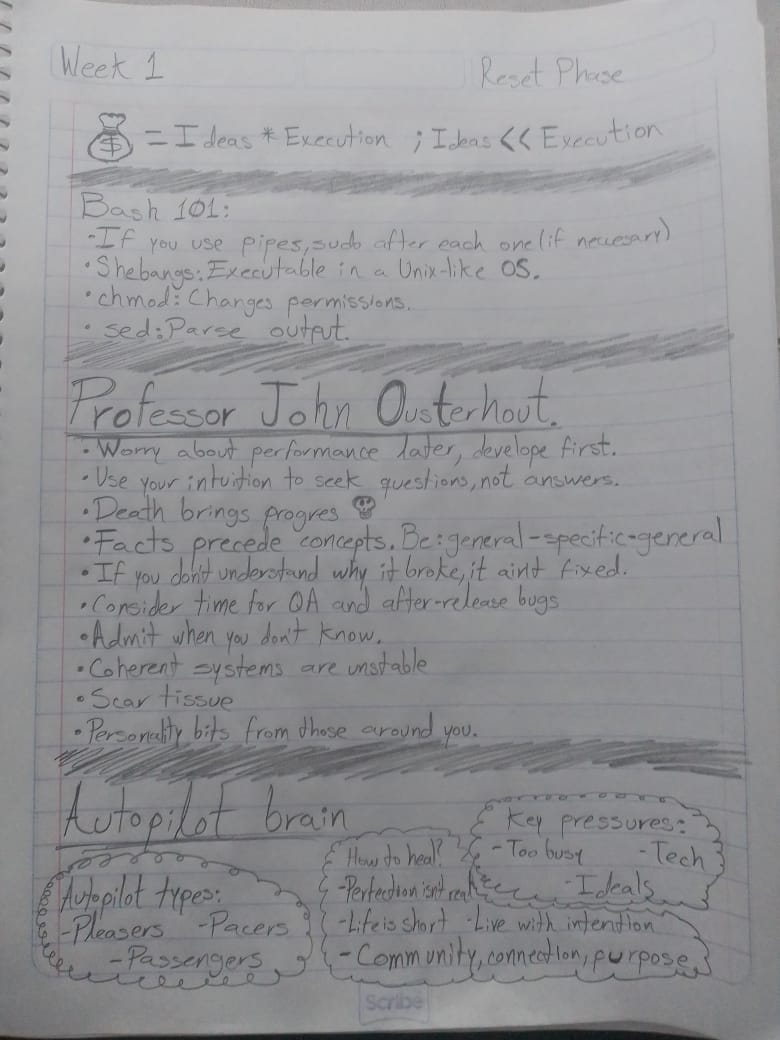 Week 1
Reset Phase
= Ideas * Execution ; Ideas << Execution
Bash 101:
-If you use pipes, sudo after each one (if neccesary)
• Shebangs: Executable in a Unix-like OS.
• chmod: Changes permissions.
• sed: Parse output.
Professor John Ousterhout.
• Worry about performance later, develope first.
• Use your intuition to seek questions, not answers.
• Death brings progres
• Facts precede concepts. Be: general-specific-general
• If you don't understand why it broke, it aint fixed.
• Consider time for QA and after-release bugs
• Admit when you don't know.
• Coherent systems are unstable
• Scar tissue
• Personality bits from those around you.
Autopilot brain
Autopilot types:
-Pleasers -Pacers
-Passengers
How to heal?
-Perfection isn't real
-Life is short -Live with intention
-Community, connection, purpose
Key pressures:
-Too busy -Tech
-Ideals
Scribe